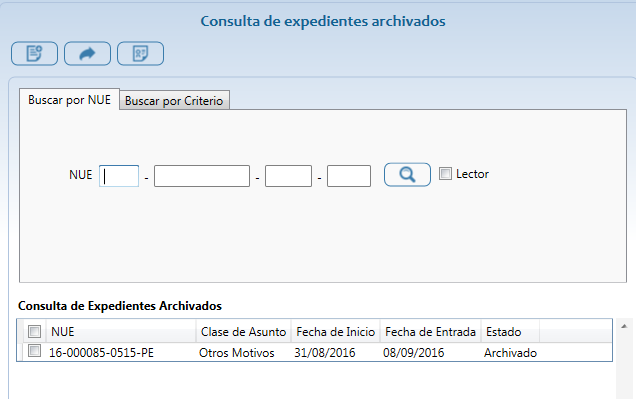 Consulta de expedientes archivados
Buscar por NUE Buscar por Criterio
NUE - - - Lector
Consulta de Expedientes Archivados
NUE Clase de Asunto Fecha de Inicio Fecha de Entrada Estado
16-000085-0515-PE Otros Motivos 31/08/2016 08/09/2016 Archivado